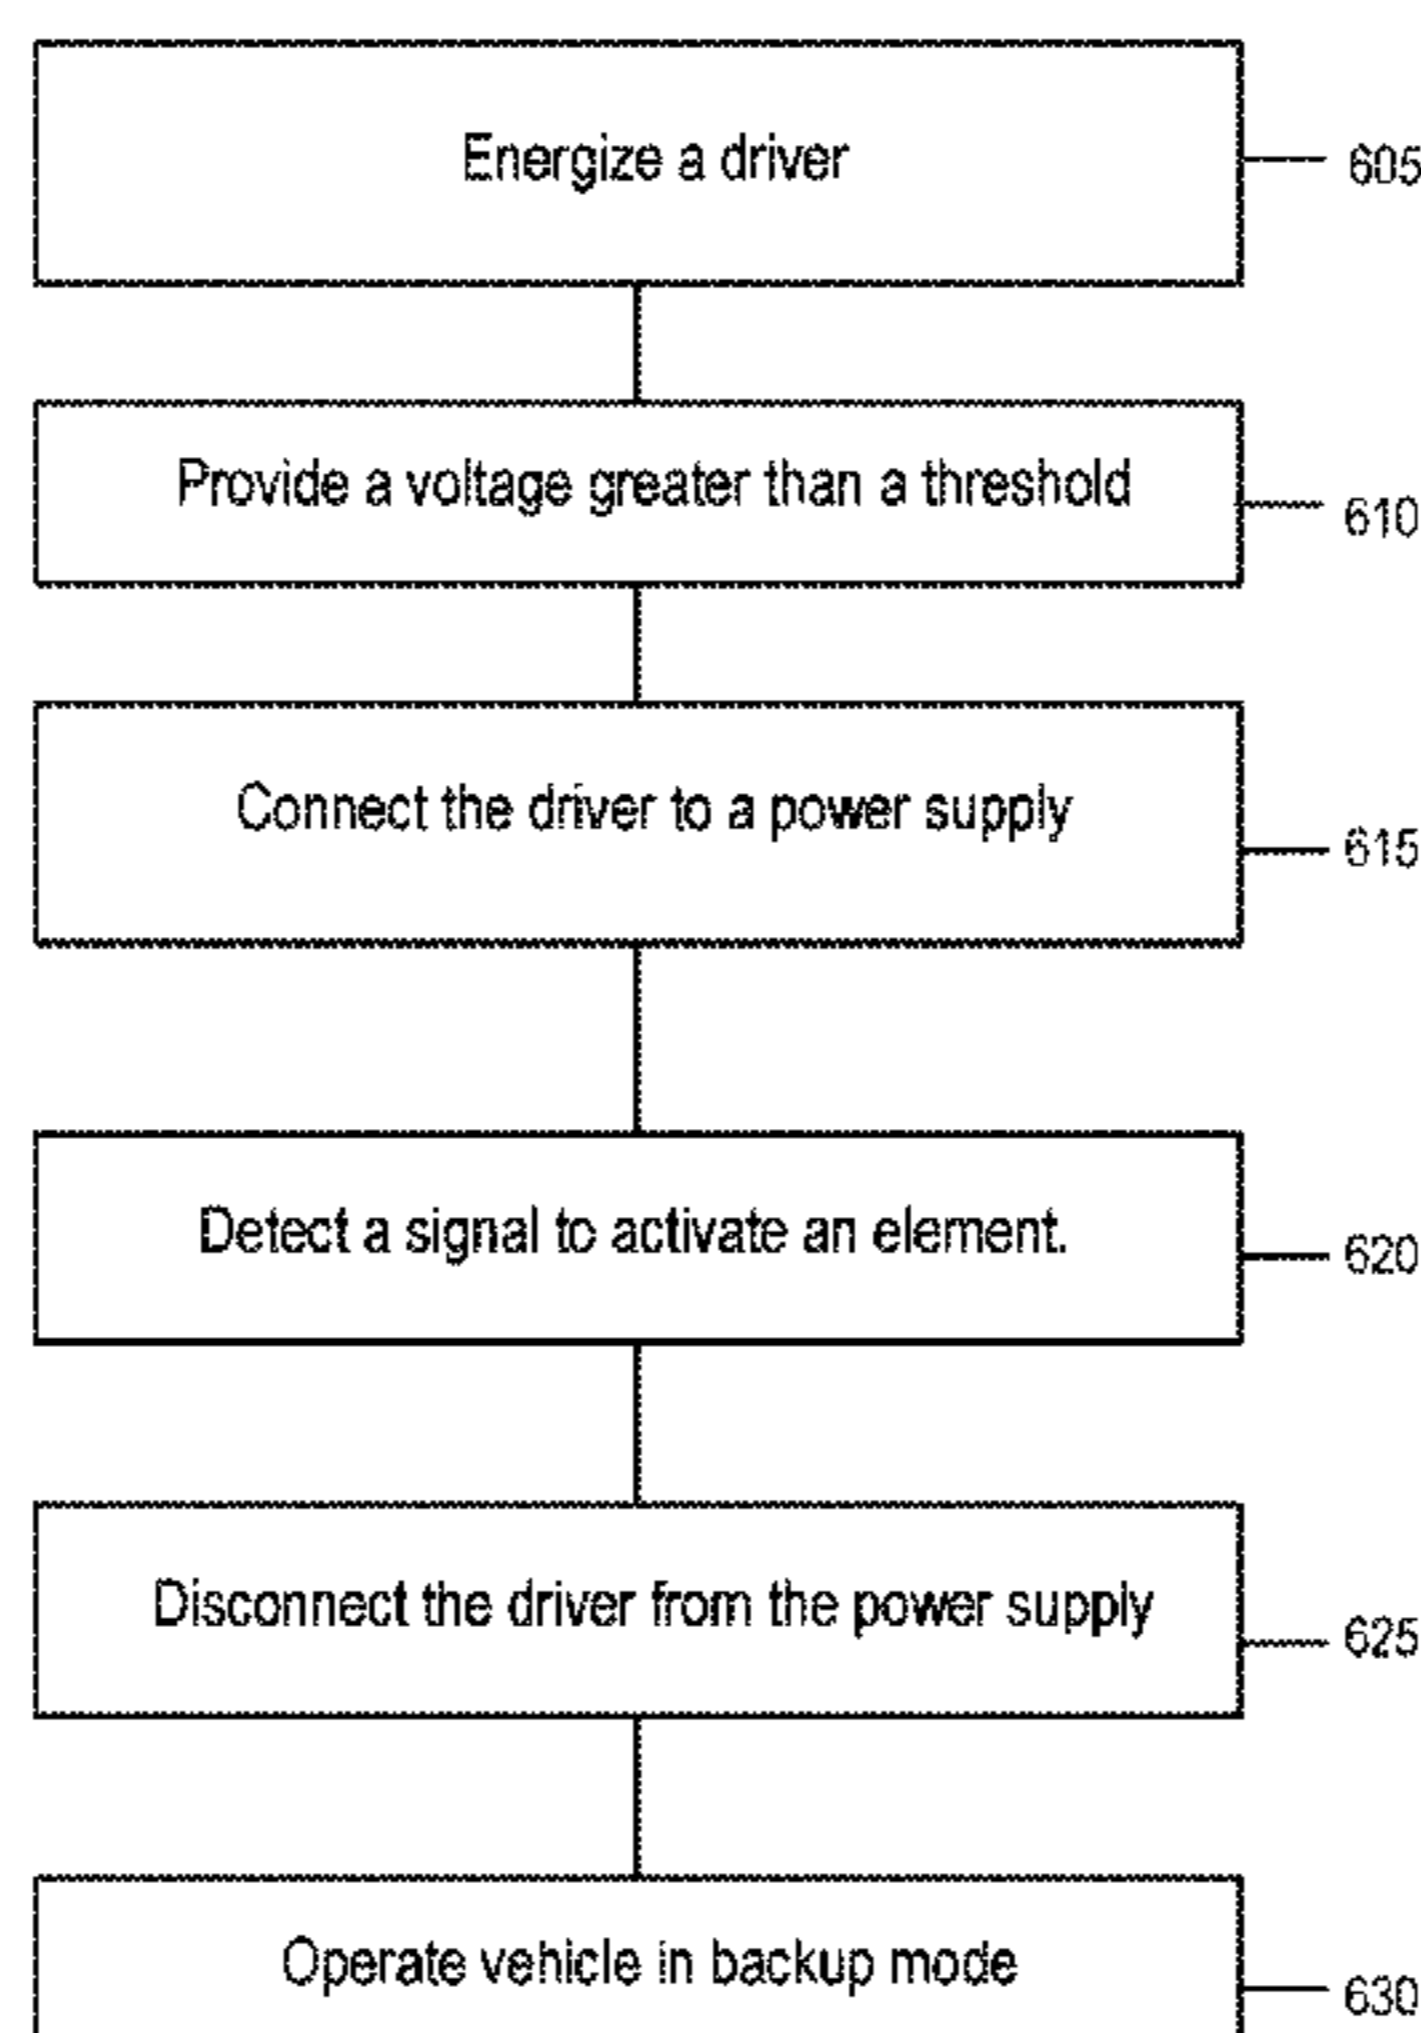 Energize a driver
605
Provide a voltage greater than a threshold
610
Connect the driver to a power supply
615
Detect a signal to activate an element.
620
Disconnect the driver from the power supply
625
Operate vehicle in backup mode
630